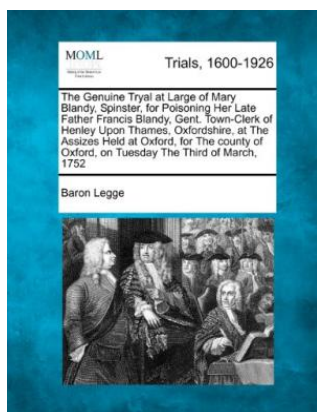 MOML
Trials, 1600-1926
The Genuine Tryal at Large of Mary
Blandy, Spinster, for Poisoning Her Late
Father Francis Blandy, Gent. Town-Clerk of
Henley Upon Thames, Oxfordshire, at The
Assizes Held at Oxford, for The county of
Oxford, on Tuesday The Third of March,
1752
Baron Legge